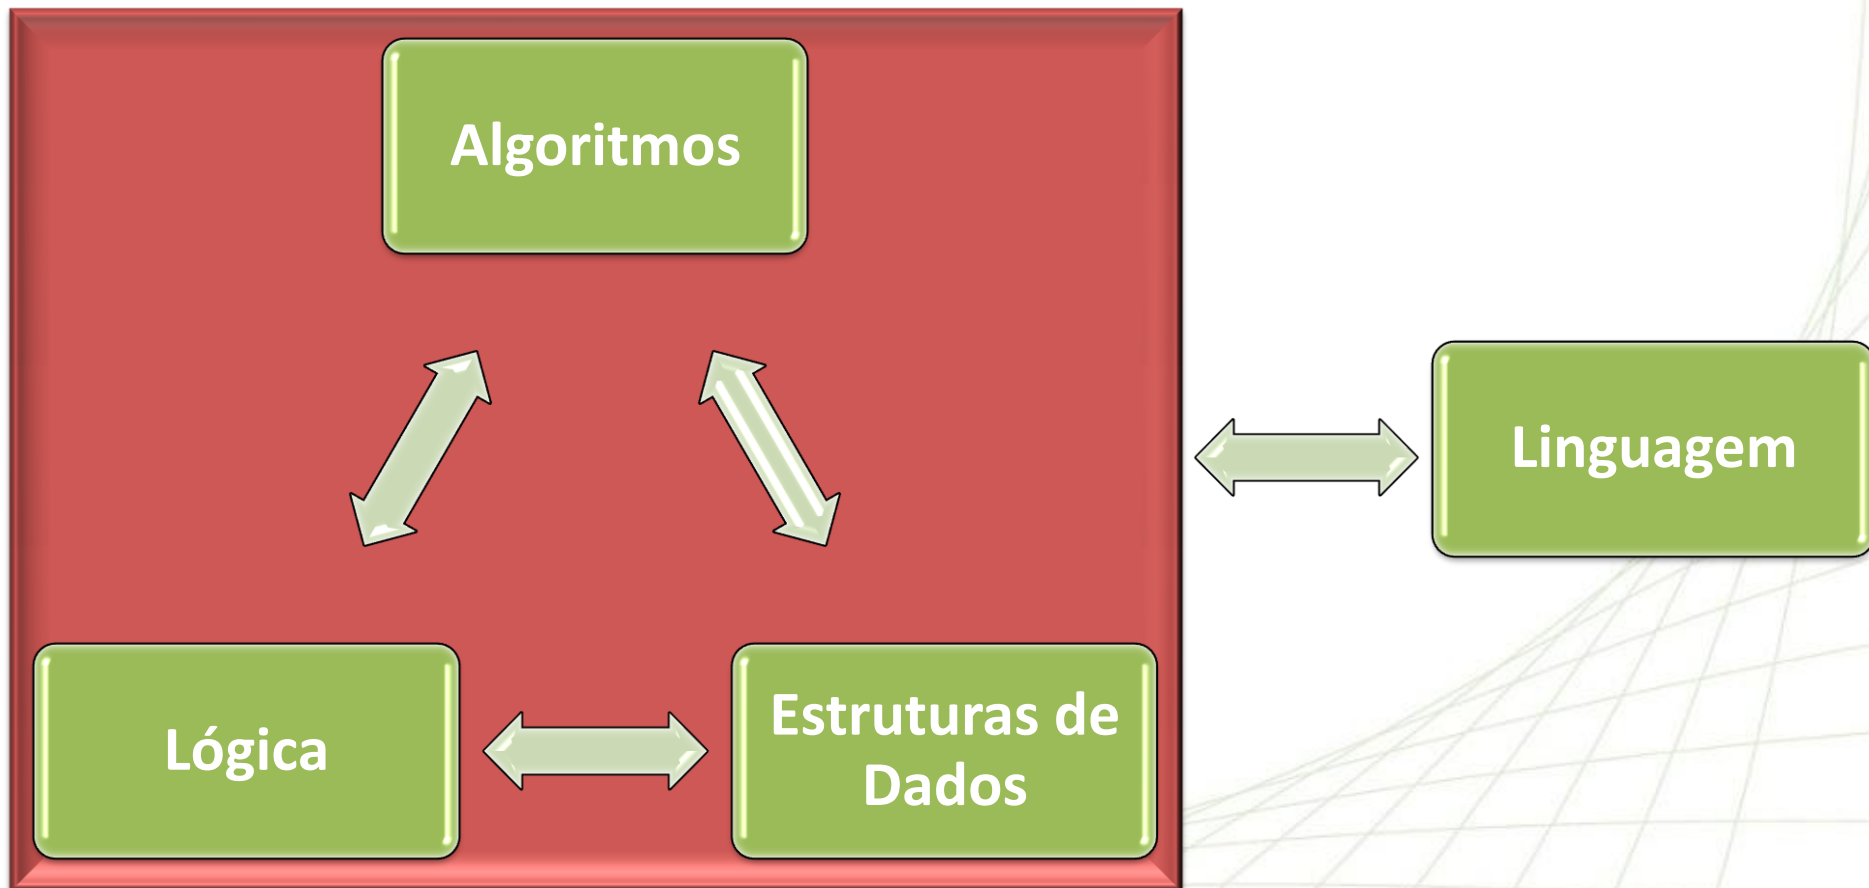 Algoritmos
Linguagem
Lógica
Estruturas de
Dados